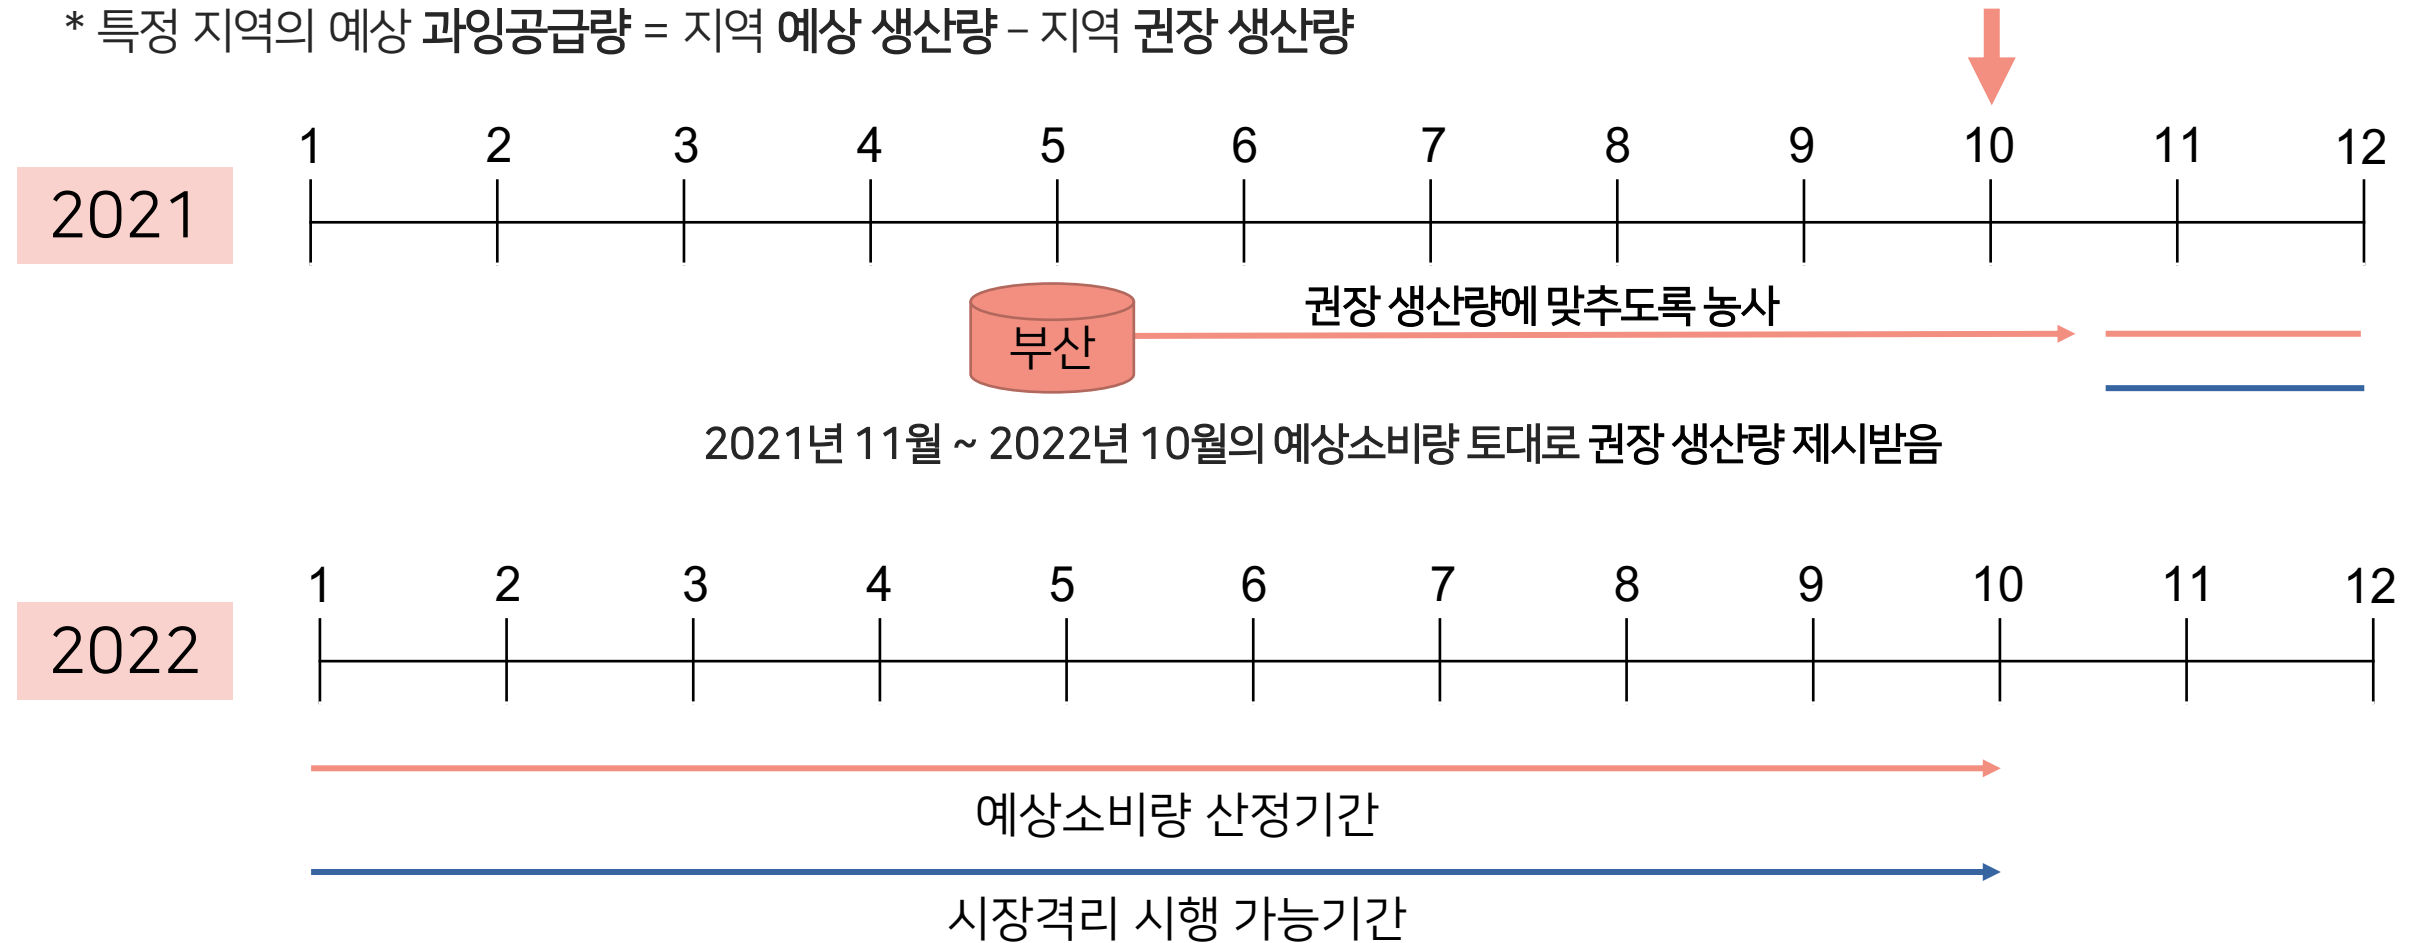 * 특정 지역의 예상 과잉공급량 = 지역 예상 생산량 – 지역 권장 생산량
1 2 3 4 5 6 7 8 9 10 11 12
2021
권장 생산량에 맞추도록 농사
부산
2021년 11월 ~ 2022년 10월의 예상소비량 토대로 권장 생산량 제시받음
1 2 3 4 5 6 7 8 9 10 11 12
2022
예상소비량 산정기간
시장격리 시행 가능기간